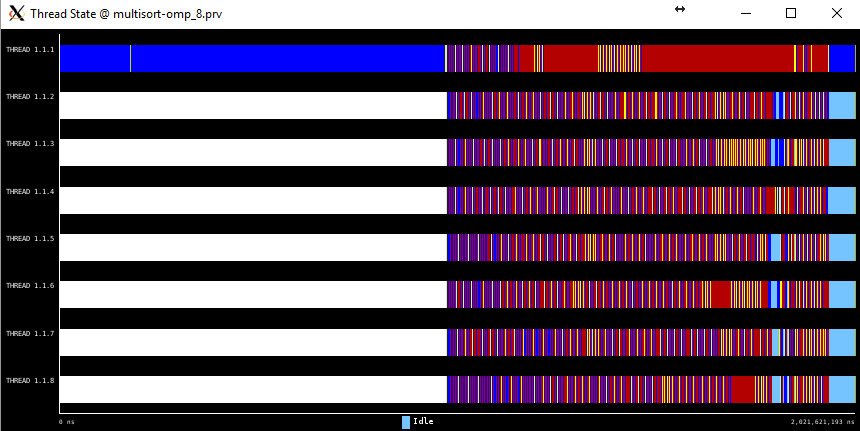 Thread State @ multisort-omp_8.prv
THREAD 1.1.1
THREAD 1.1.2
THREAD 1.1.3
THREAD 1.1.4
THREAD 1.1.5
THREAD 1.1.6
THREAD 1.1.7
THREAD 1.1.8
0 ns Idle 2,021,621,193 ns